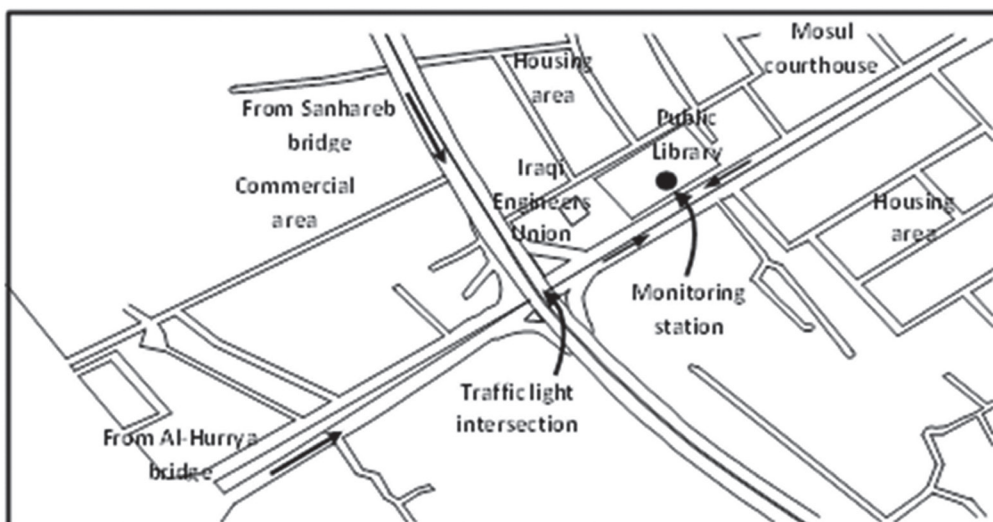 Mosul
courthouse
Housing
area
From Sanhareb
bridge
Public
Library
Iraqi
Engineers
Union
Commercial
area
Housing
area
Monitoring
station
Traffic light
intersection
From Al-Hurrya
bridge